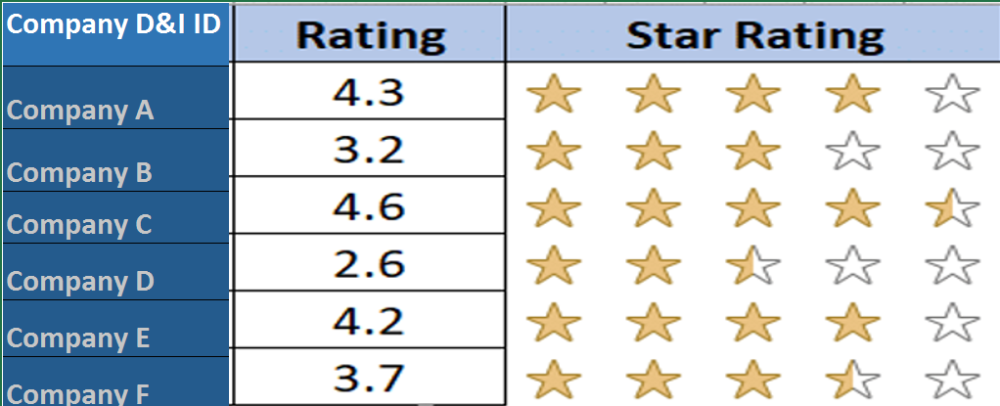 Company D&I ID Rating Star Rating
Company A 4.3
Company B 3.2
Company C 4.6
Company D 2.6
Company E 4.2
Company F 3.7